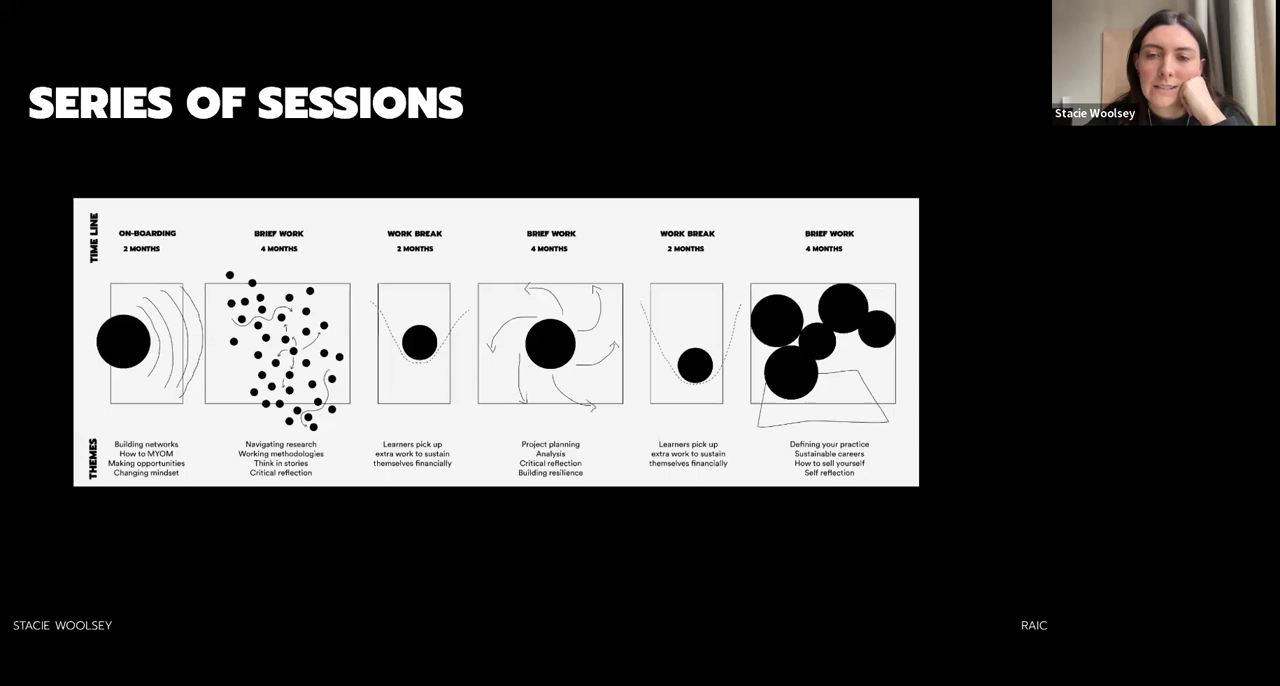 SERIES OF SESSIONS
Stacie Woolsey
TIME LINE
ON-BOARDING
2 MONTHS
BRIEF WORK
4 MONTHS
WORK BREAK
2 MONTHS
BRIEF WORK
4 MONTHS
WORK BREAK
2 MONTHS
BRIEF WORK
4 MONTHS
THEMES
Building networks
How to MYOM
Making opportunities
Changing mindset
Navigating research
Working methodologies
Think in stories
Critical reflection
Learners pick up
extra work to sustain
themselves financially
Project planning
Analysis
Critical reflection
Building resilience
Learners pick up
extra work to sustain
themselves financially
Defining your practice
Sustainable careers
How to sell yourself
Self reflection
STACIE WOOLSEY
RAIC